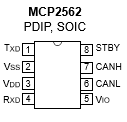 MCP2562
PDIP, SOIC
TXD 1 8 STBY
VSS 2 7 CANH
VDD 3 6 CANL
RXD 4 5 VIO